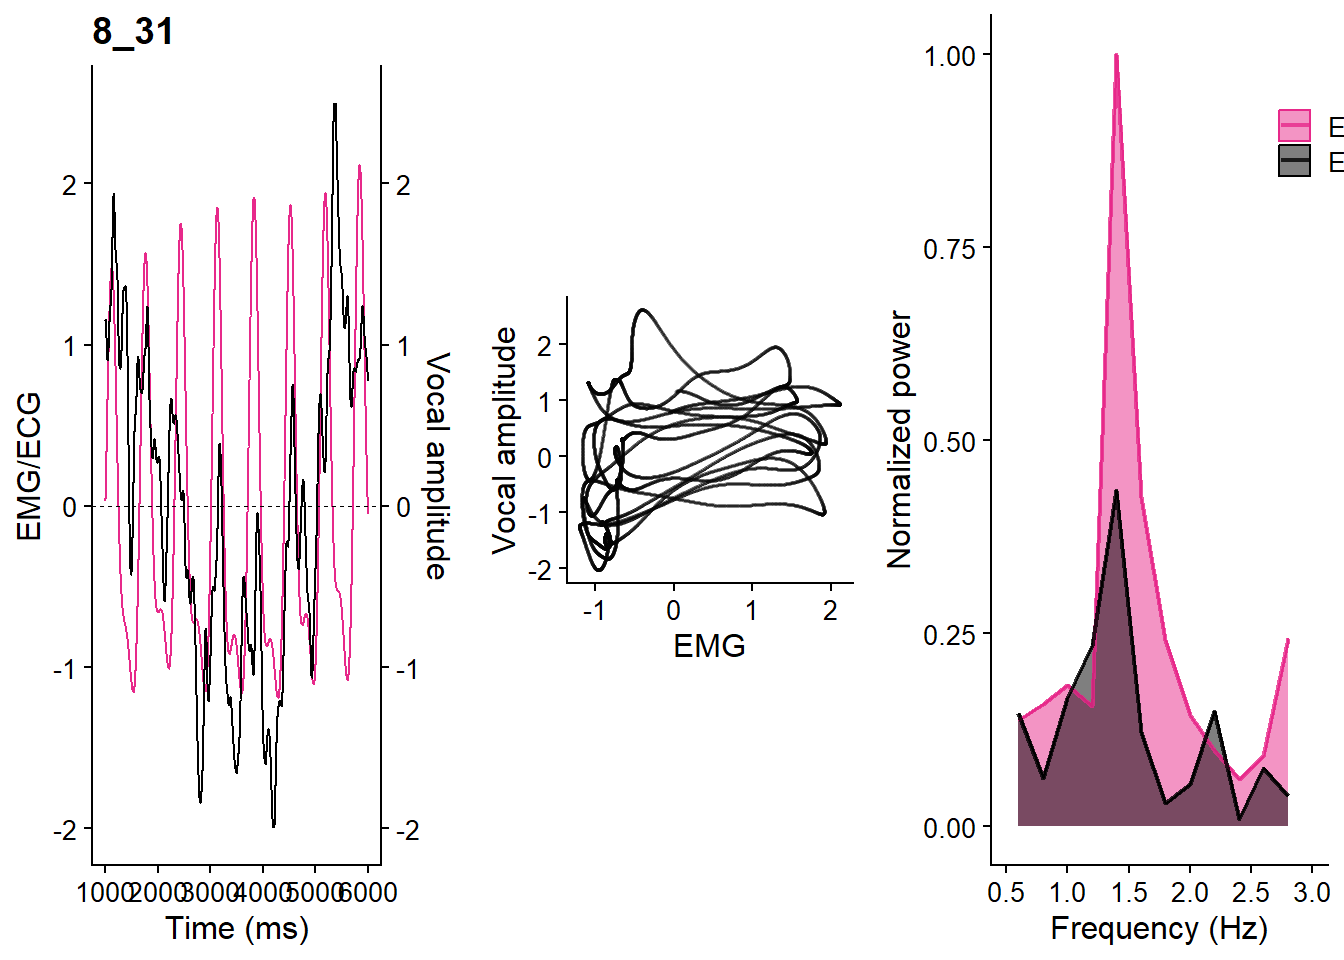 8_31
EMG/ECG
2
1
0
-1
-2
2
1
0
-1
-2
Vocal amplitude
1000 2000 3000 4000 5000 6000
Time (ms)
Vocal amplitude
2
1
0
-1
-2
-1 0 1 2
EMG
Normalized power
1.00
0.75
0.50
0.25
0.00
0.5 1.0 1.5 2.0 2.5 3.0
Frequency (Hz)
E
E